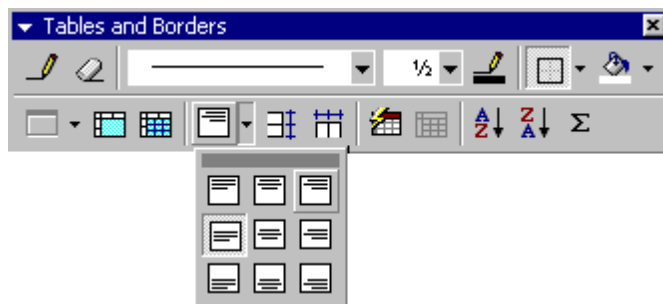 Tables and Borders
½
A Z
Z A
Σ